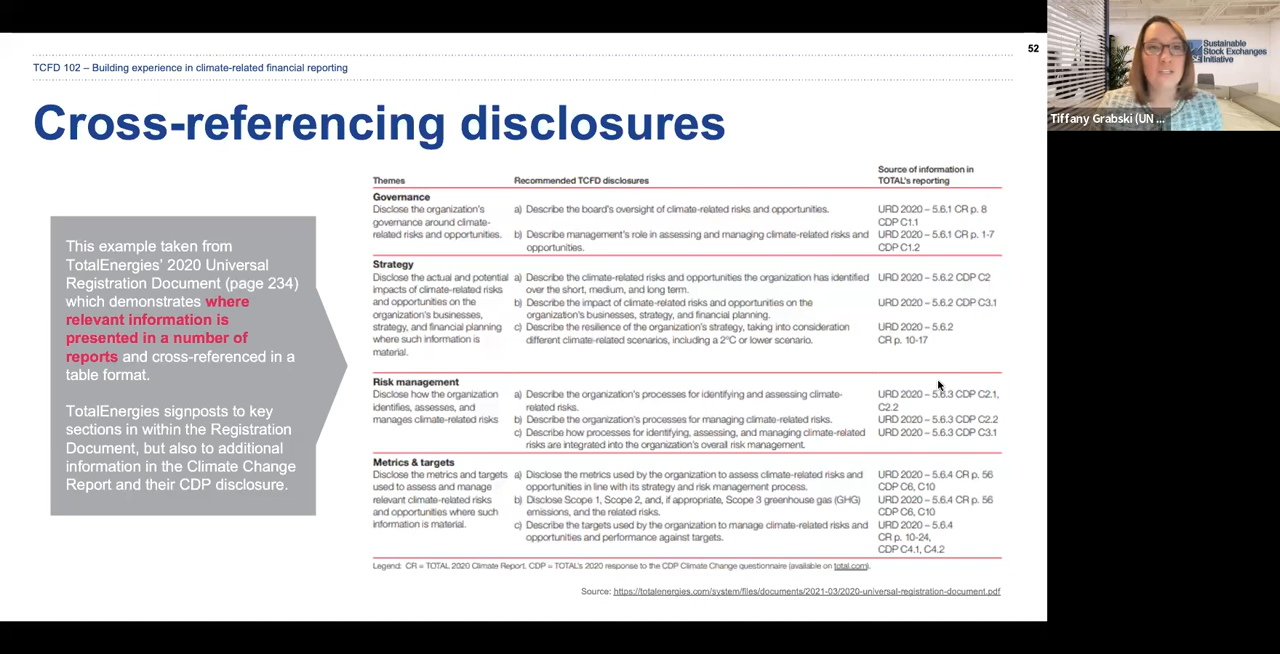 52
TCFD 102 – Building experience in climate-related financial reporting
Cross-referencing disclosures
This example taken from
TotalEnergies' 2020 Universal
Registration Document (page 234)
which demonstrates where
relevant information is
presented in a number of
reports and cross-referenced in a
table format.
TotalEnergies signposts to key
sections in within the Registration
Document, but also to additional
information in the Climate Change
Report and their CDP disclosure.
Themes
Recommended TCFD disclosures
Source of information in
TOTAL's reporting
Governance
Disclose the organization's
governance around climate-
related risks and opportunities.
a) Describe the board's oversight of climate-related risks and opportunities.
URD 2020 – 5.6.1 CR p. 8
CDP C1.1
b) Describe management's role in assessing and managing climate-related risks and
opportunities.
URD 2020 – 5.6.1 CR p. 1-7
CDP C1.2
Strategy
Disclose the actual and potential
impacts of climate-related risks
and opportunities on the
organization's businesses,
strategy, and financial planning
where such information is
material.
a) Describe the climate-related risks and opportunities the organization has identified
over the short, medium, and long term.
URD 2020 – 5.6.2 CDP C2
b) Describe the impact of climate-related risks and opportunities on the
organization's businesses, strategy, and financial planning.
URD 2020 – 5.6.2 CDP C3.1
c) Describe the resilience of the organization's strategy, taking into consideration
different climate-related scenarios, including a 2°C or lower scenario.
URD 2020 – 5.6.2
CR p. 10-17
Risk management
Disclose how the organization
identifies, assesses, and
manages climate-related risks
a) Describe the organization's processes for identifying and assessing climate-
related risks.
URD 2020 – 5.6.3 CDP C2.1,
C2.2
b) Describe the organization's processes for managing climate-related risks.
URD 2020 – 5.6.3 CDP C2.2
c) Describe how processes for identifying, assessing, and managing climate-related
risks are integrated into the organization's overall risk management.
URD 2020 – 5.6.3 CDP C3.1
Metrics & targets
Disclose the metrics and targets
used to assess and manage
relevant climate-related risks
and opportunities where such
information is material.
a) Disclose the metrics used by the organization to assess climate-related risks and
opportunities in line with its strategy and risk management process.
URD 2020 – 5.6.4 CR p. 56
CDP C6, C10
b) Disclose Scope 1, Scope 2, and, if appropriate, Scope 3 greenhouse gas (GHG)
emissions, and the related risks.
URD 2020 – 5.6.4 CR p. 56
CDP C6, C10
c) Describe the targets used by the organization to manage climate-related risks and
opportunities and performance against targets.
URD 2020 – 5.6.4
CR p. 10-24,
CDP C4.1, C4.2
Legend: CR = TOTAL 2020 Climate Report. CDP = TOTAL's 2020 response to the CDP Climate Change questionnaire (available on total.com).
Source: https://totalenergies.com/system/files/documents/2021-03/2020-universal-registration-document.pdf
Sustainable
Stock Exchanges
Initiative
Tiffany Grabski (UN ...